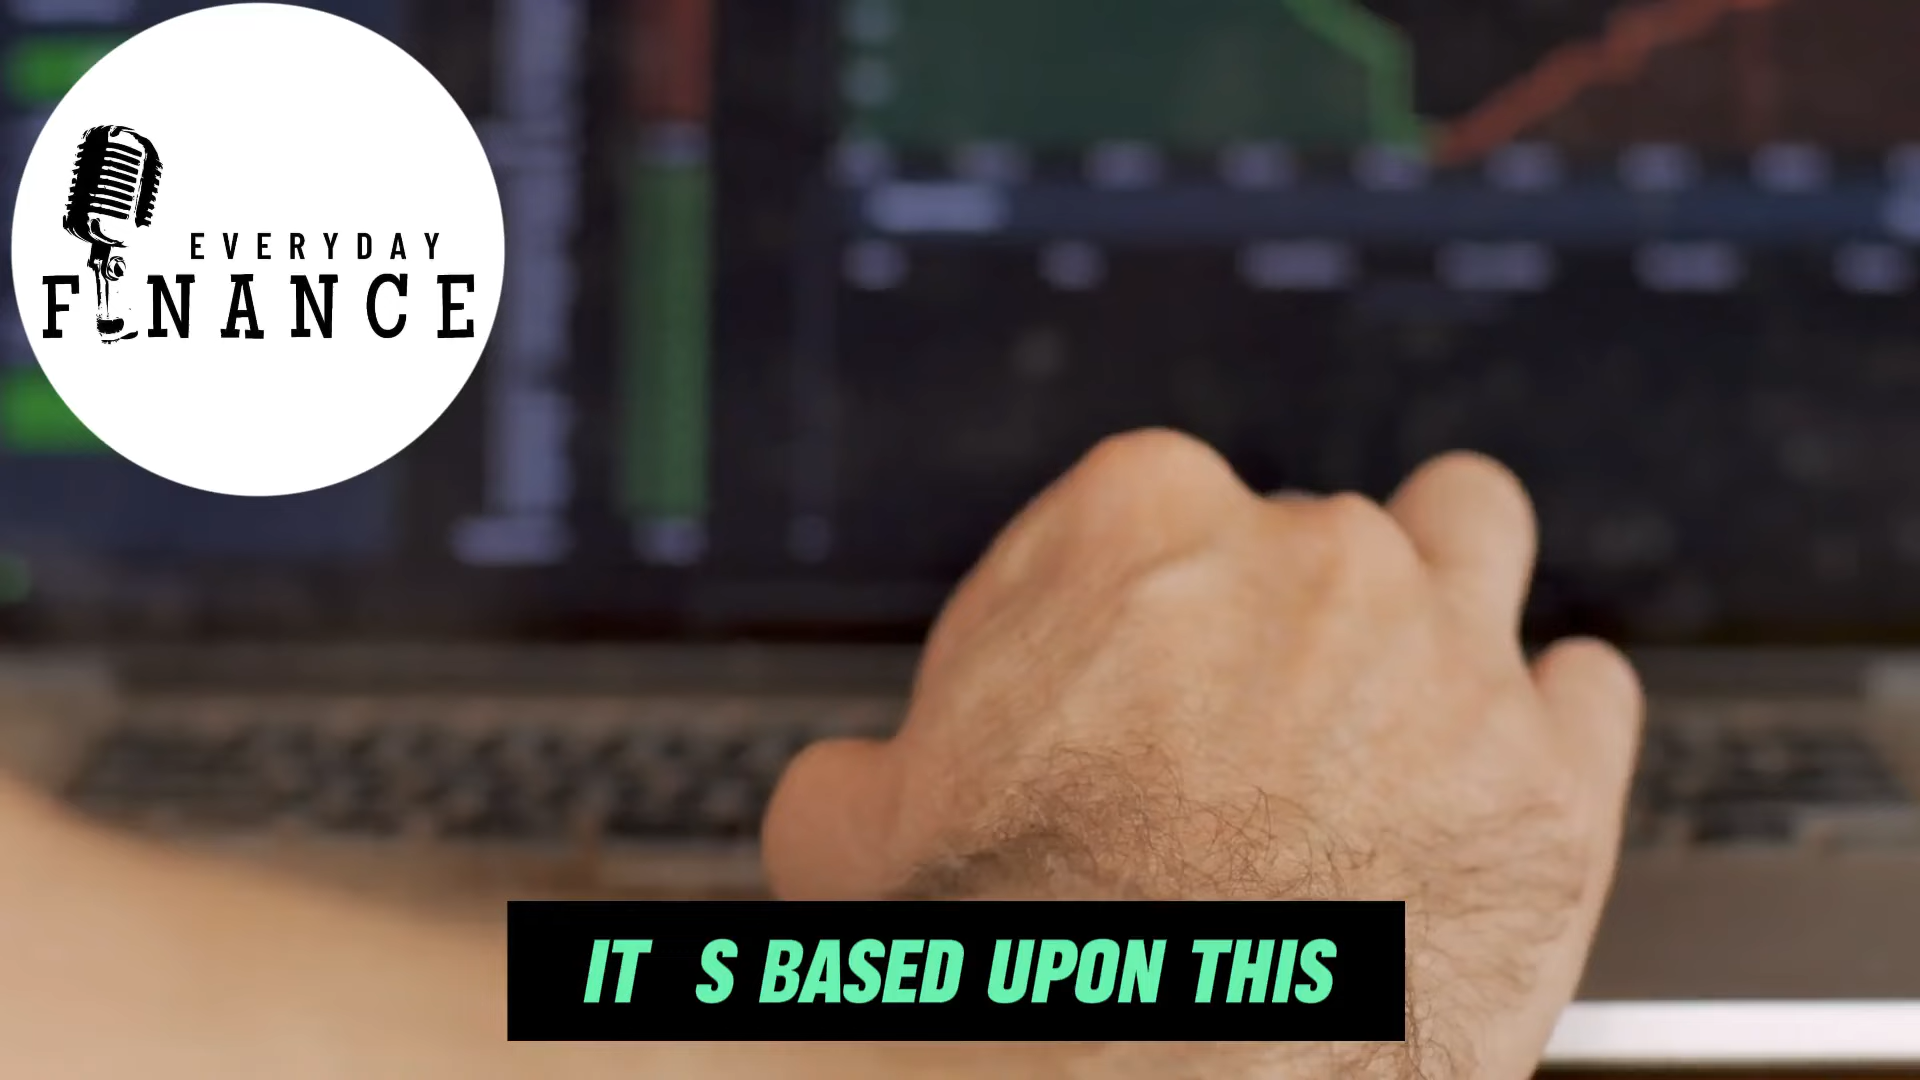 EVERYDAY
FINANCE
IT  S BASED UPON THIS